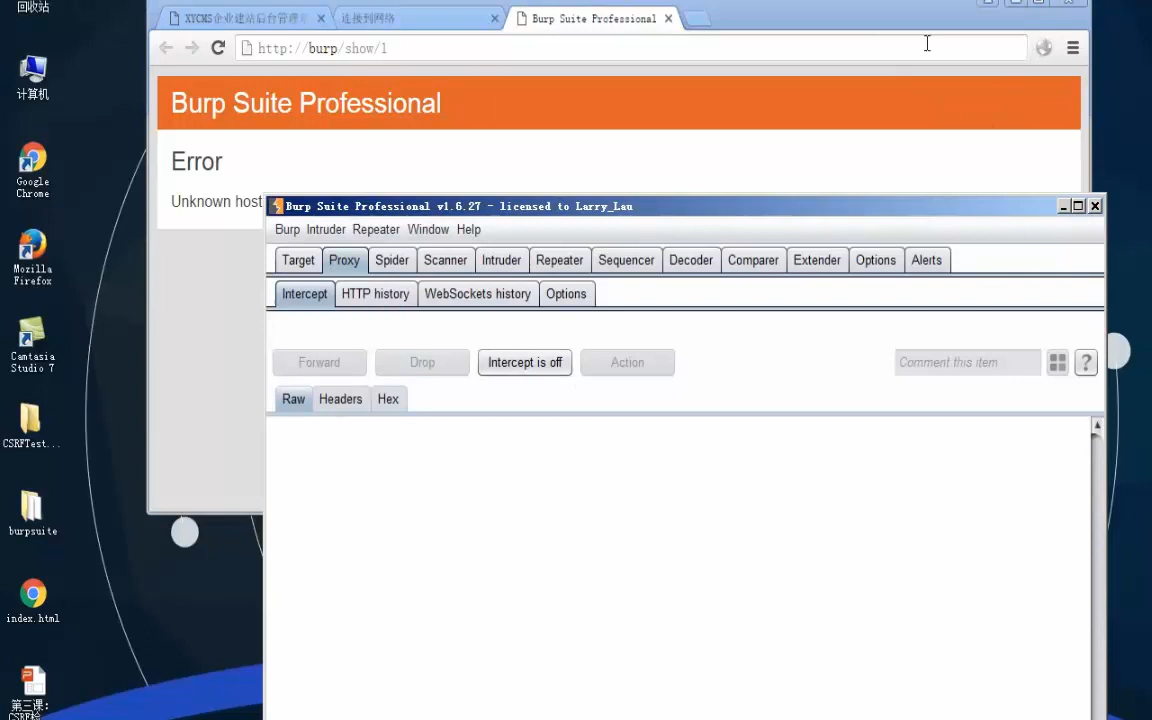 回收站
计算机
Google
Chrome
Mozilla
Firefox
Camtasia
Studio 7
CSRFTest...
burpsuite
index.html
第三课:
XYCMS企业建站后台管理
连接到网络
Burp Suite Professional
http://burp/show/1
Burp Suite Professional
Error
Unknown host
Burp Suite Professional v1.6.27 - licensed to Larry_Lau
Burp Intruder Repeater Window Help
Target Proxy Spider Scanner Intruder Repeater Sequencer Decoder Comparer Extender Options Alerts
Intercept HTTP history WebSockets history Options
Forward Drop Intercept is off Action Comment this item ?
Raw Headers Hex